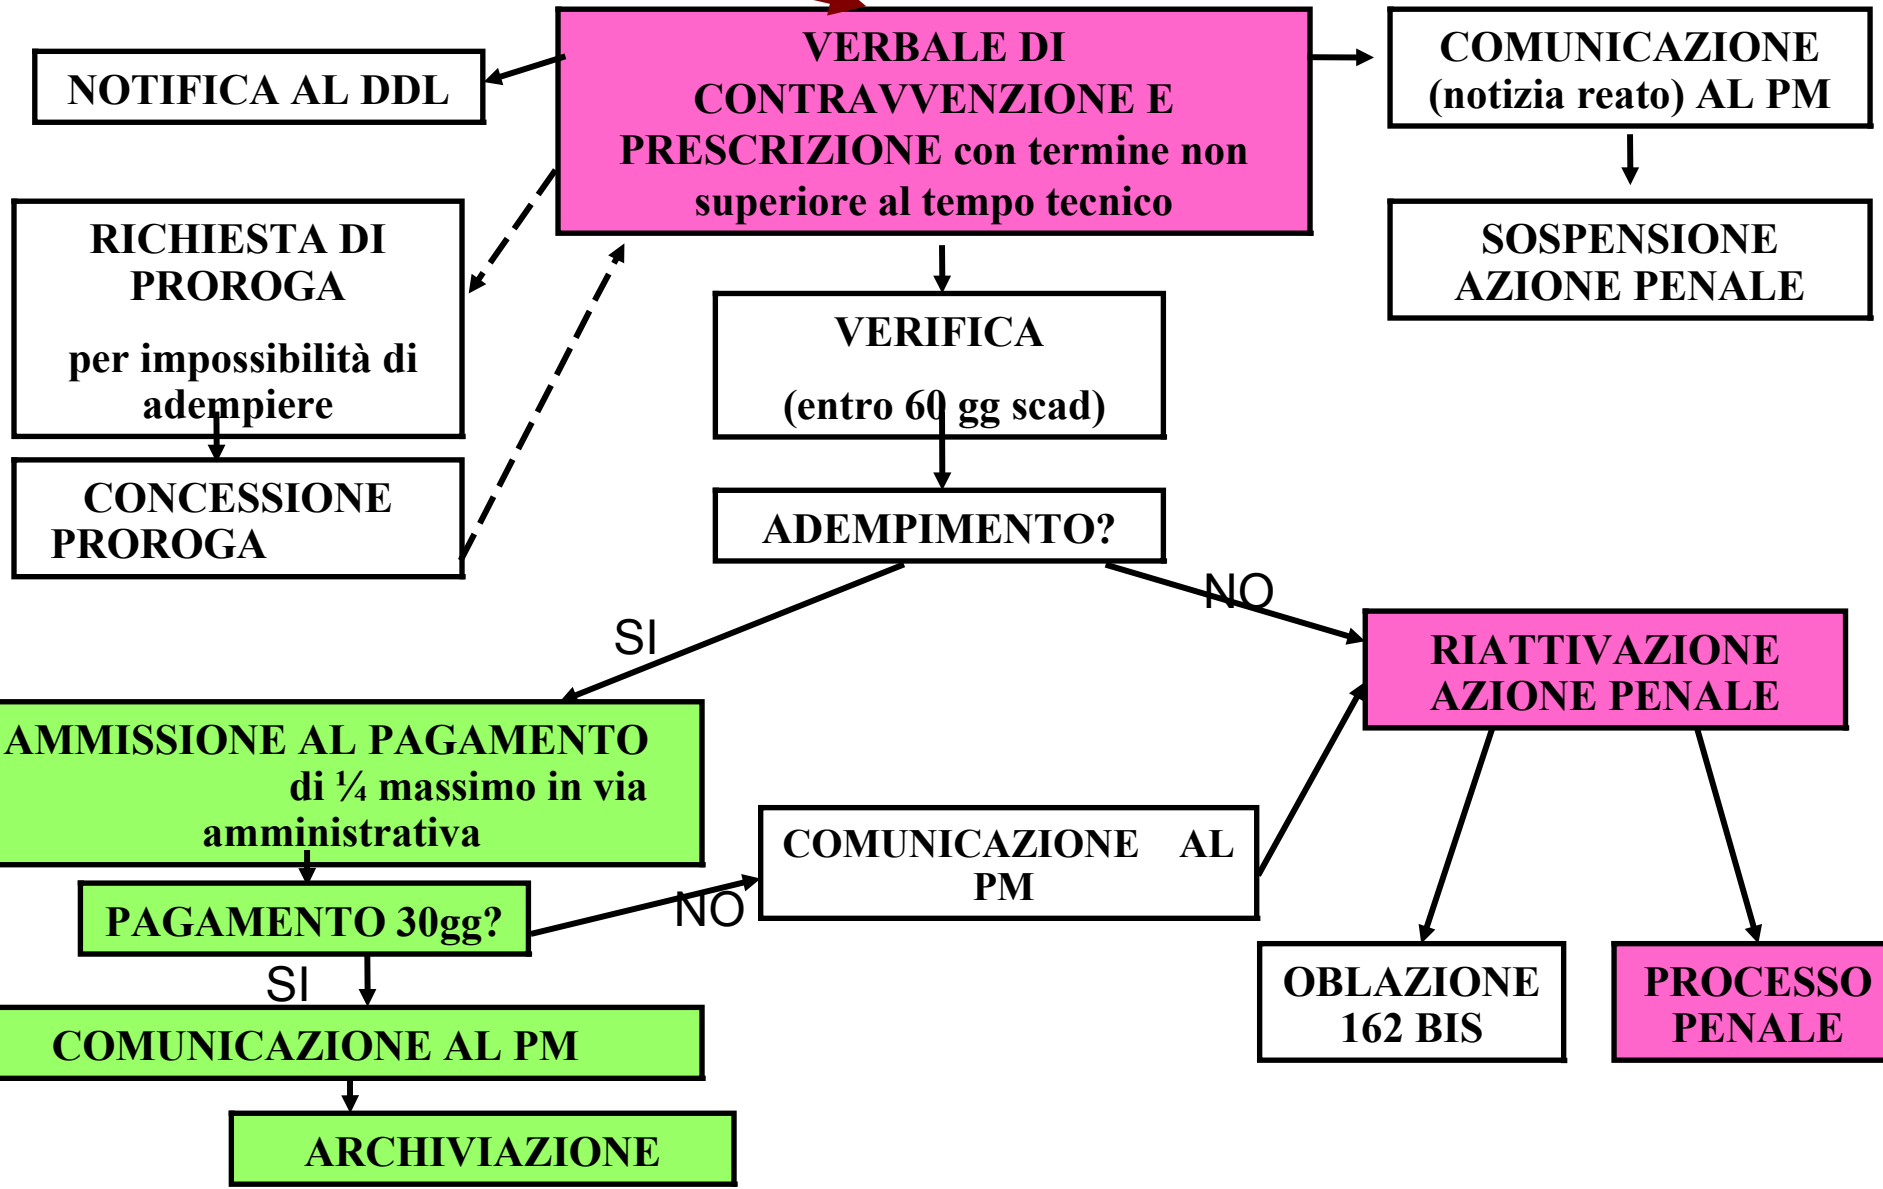 NOTIFICA AL DDL
VERBALE DI
CONTRAVVENZIONE E
PRESCRIZIONE con termine non
superiore al tempo tecnico
COMUNICAZIONE
(notizia reato) AL PM
SOSPENSIONE
AZIONE PENALE
RICHIESTA DI
PROROGA
per impossibilità di
adempiere
CONCESSIONE
PROROGA
VERIFICA
(entro 60 gg scad)
ADEMPIMENTO?
SI
NO
RIATTIVAZIONE
AZIONE PENALE
AMMISSIONE AL PAGAMENTO
di ¼ massimo in via
amministrativa
PAGAMENTO 30gg?
NO
COMUNICAZIONE AL
PM
SI
COMUNICAZIONE AL PM
ARCHIVIAZIONE
OBLAZIONE
162 BIS
PROCESSO
PENALE